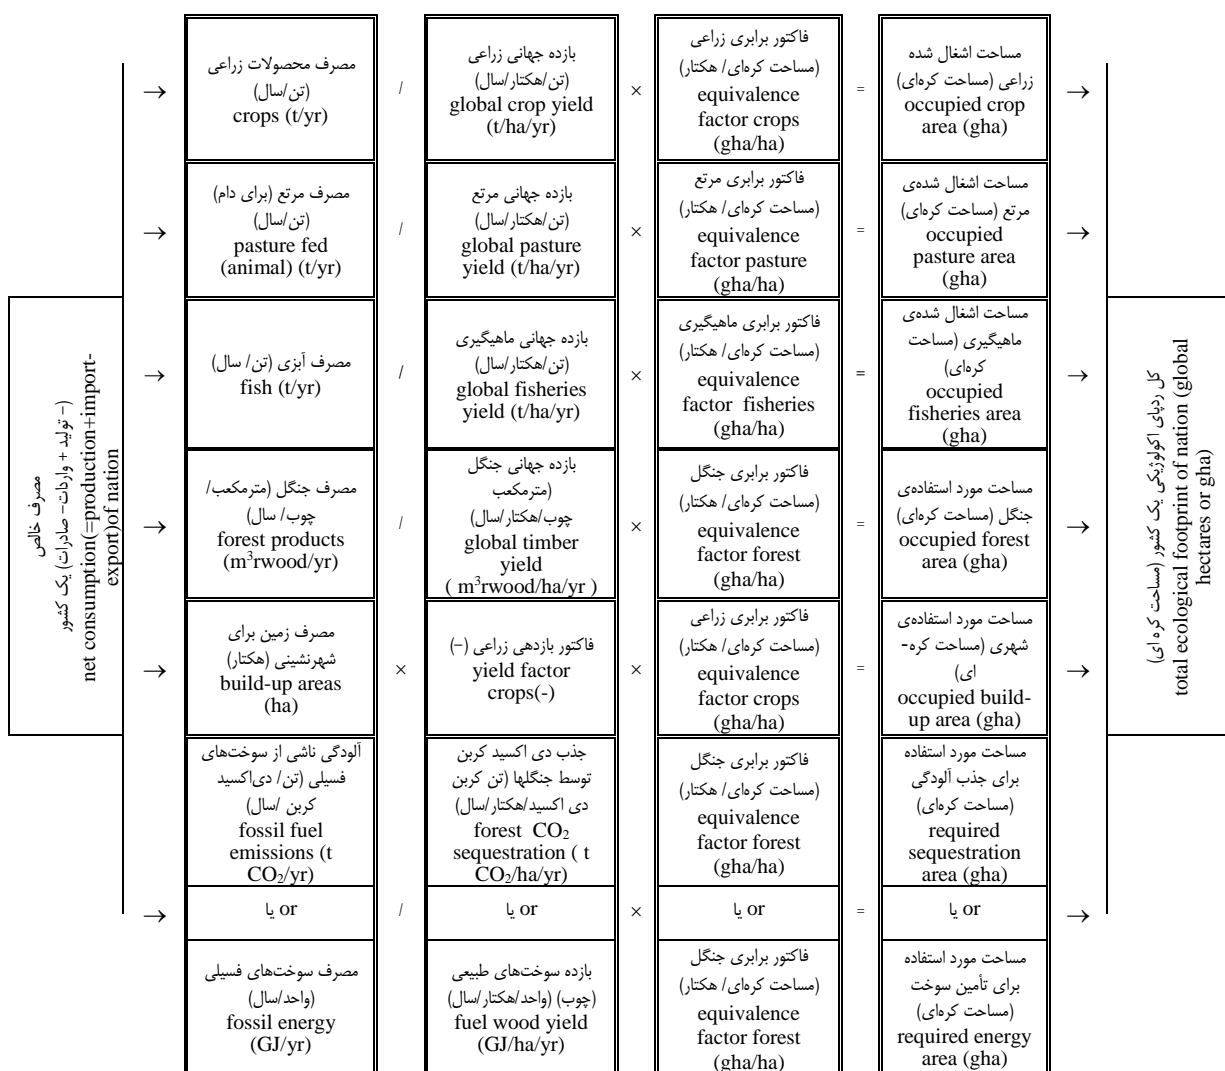 مصرف خالص
(– تولید + واردات- صادرات) یک کشور
net consumption(=production+import-
export)of nation
→
مصرف محصولات زراعی
(تن/سال)
crops (t/yr)
/
بازده جهانی زراعی
(تن/هکتار/سال)
global crop yield
(t/ha/yr)
×
فاکتور برابری زراعی
(مساحت کره‌ای/ هکتار)
equivalence
factor crops
(gha/ha)
=
مساحت اشغال شده
زراعی (مساحت کره‌ای)
occupied crop
area (gha)
→
→
مصرف مرتع (برای دام)
(تن/سال)
pasture fed
(animal) (t/yr)
/
بازده جهانی مرتع
(تن/هکتار/سال)
global pasture
yield (t/ha/yr)
×
فاکتور برابری مرتع
(مساحت کره‌ای/ هکتار)
equivalence
factor pasture
(gha/ha)
=
مساحت اشغال شده‌ی
مرتع (مساحت کره‌ای)
occupied
pasture area
(gha)
→
→
مصرف آبزی (تن/ سال)
fish (t/yr)
/
بازده جهانی ماهیگیری
(تن/هکتار/سال)
global fisheries
yield (t/ha/yr)
×
فاکتور برابری ماهیگیری
(مساحت کره‌ای/ هکتار)
equivalence
factor fisheries
(gha/ha)
=
مساحت اشغال شده‌ی
ماهیگیری (مساحت
کره‌ای)
occupied
fisheries area
(gha)
→
→
مصرف جنگل (مترمکعب/
چوب/ سال)
forest products
(m³rwood/yr)
/
بازده جهانی جنگل
(مترمکعب
چوب/هکتار/سال)
global timber
yield
( m³rwood/ha/yr )
×
فاکتور برابری جنگل
(مساحت کره‌ای/ هکتار)
equivalence
factor forest
(gha/ha)
=
مساحت مورد استفاده‌ی
جنگل (مساحت کره‌ای)
occupied forest
area (gha)
→
→
مصرف زمین برای
شهرنشینی (هکتار)
build-up areas
(ha)
×
فاکتور بازدهی زراعی (–)
yield factor
crops(-)
×
فاکتور برابری زراعی
(مساحت کره‌ای/ هکتار)
equivalence
factor crops
(gha/ha)
=
مساحت مورد استفاده‌ی
شهری (مساحت کره-
ای)
occupied build-
up area (gha)
→
آلودگی ناشی از سوخت‌های
فسیلی (تن/ دی‌اکسید
کربن /سال)
fossil fuel
emissions (t
CO₂/yr)
جذب دی اکسید کربن
توسط جنگلها (تن کربن
دی اکسید/هکتار/سال)
forest CO₂
sequestration ( t
CO₂/ha/yr)
فاکتور برابری جنگل
(مساحت کره‌ای/ هکتار)
equivalence
factor forest
(gha/ha)
مساحت مورد استفاده
برای جذب آلودگی
(مساحت کره‌ای)
required
sequestration
area (gha)
→
یا or
/
یا or
×
یا or
=
یا or
→
مصرف سوخت‌های فسیلی
(واحد/سال)
fossil energy
(GJ/yr)
بازده سوخت‌های طبیعی
(چوب) (واحد/هکتار/سال)
fuel wood yield
(GJ/ha/yr)
فاکتور برابری جنگل
(مساحت کره‌ای/ هکتار)
equivalence
factor forest
(gha/ha)
مساحت مورد استفاده
برای تأمین سوخت
(مساحت کره‌ای)
required energy
area (gha)
کل ردپای اکولوژیکی یک کشور (مساحت کره ای)
total ecological footprint of nation (global
hectares or gha)